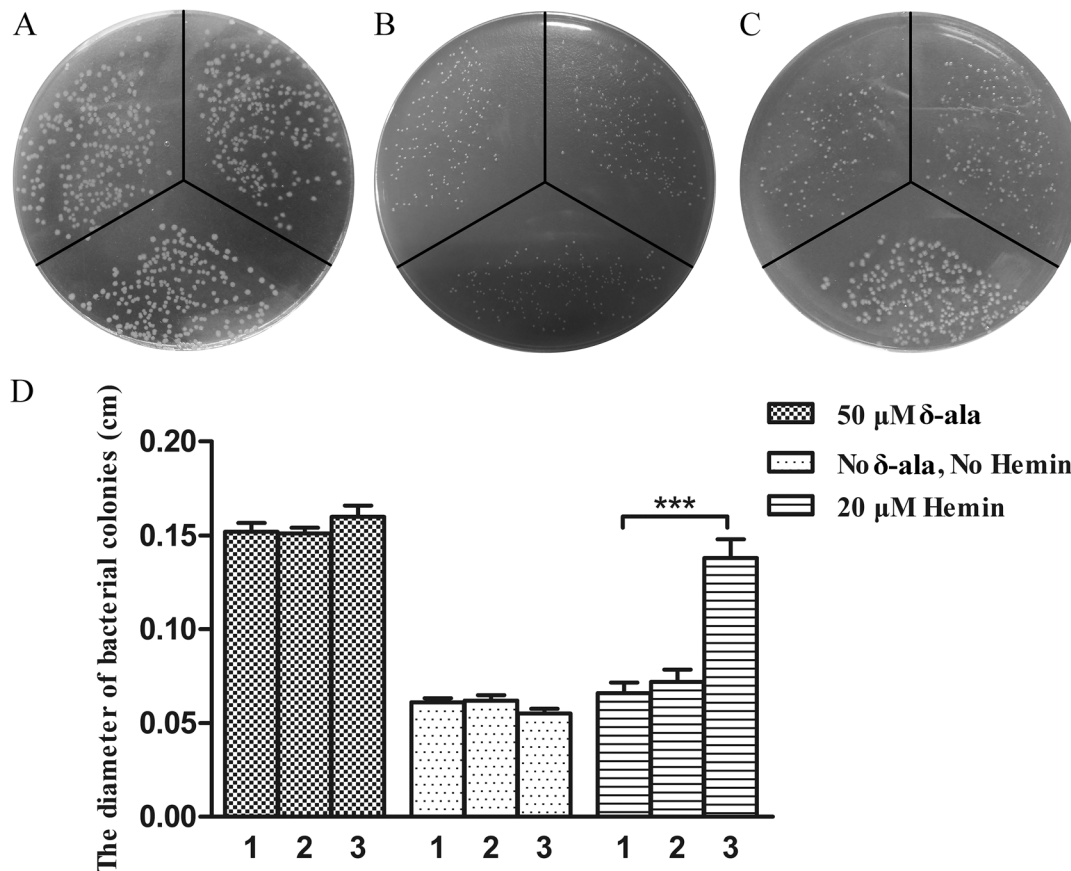 A
B
C
D
The diameter of bacterial colonies (cm)
0.20
0.15
0.10
0.05
0.00
***
50 μM δ-ala
No δ-ala, No Hemin
20 μM Hemin
1 2 3 1 2 3 1 2 3